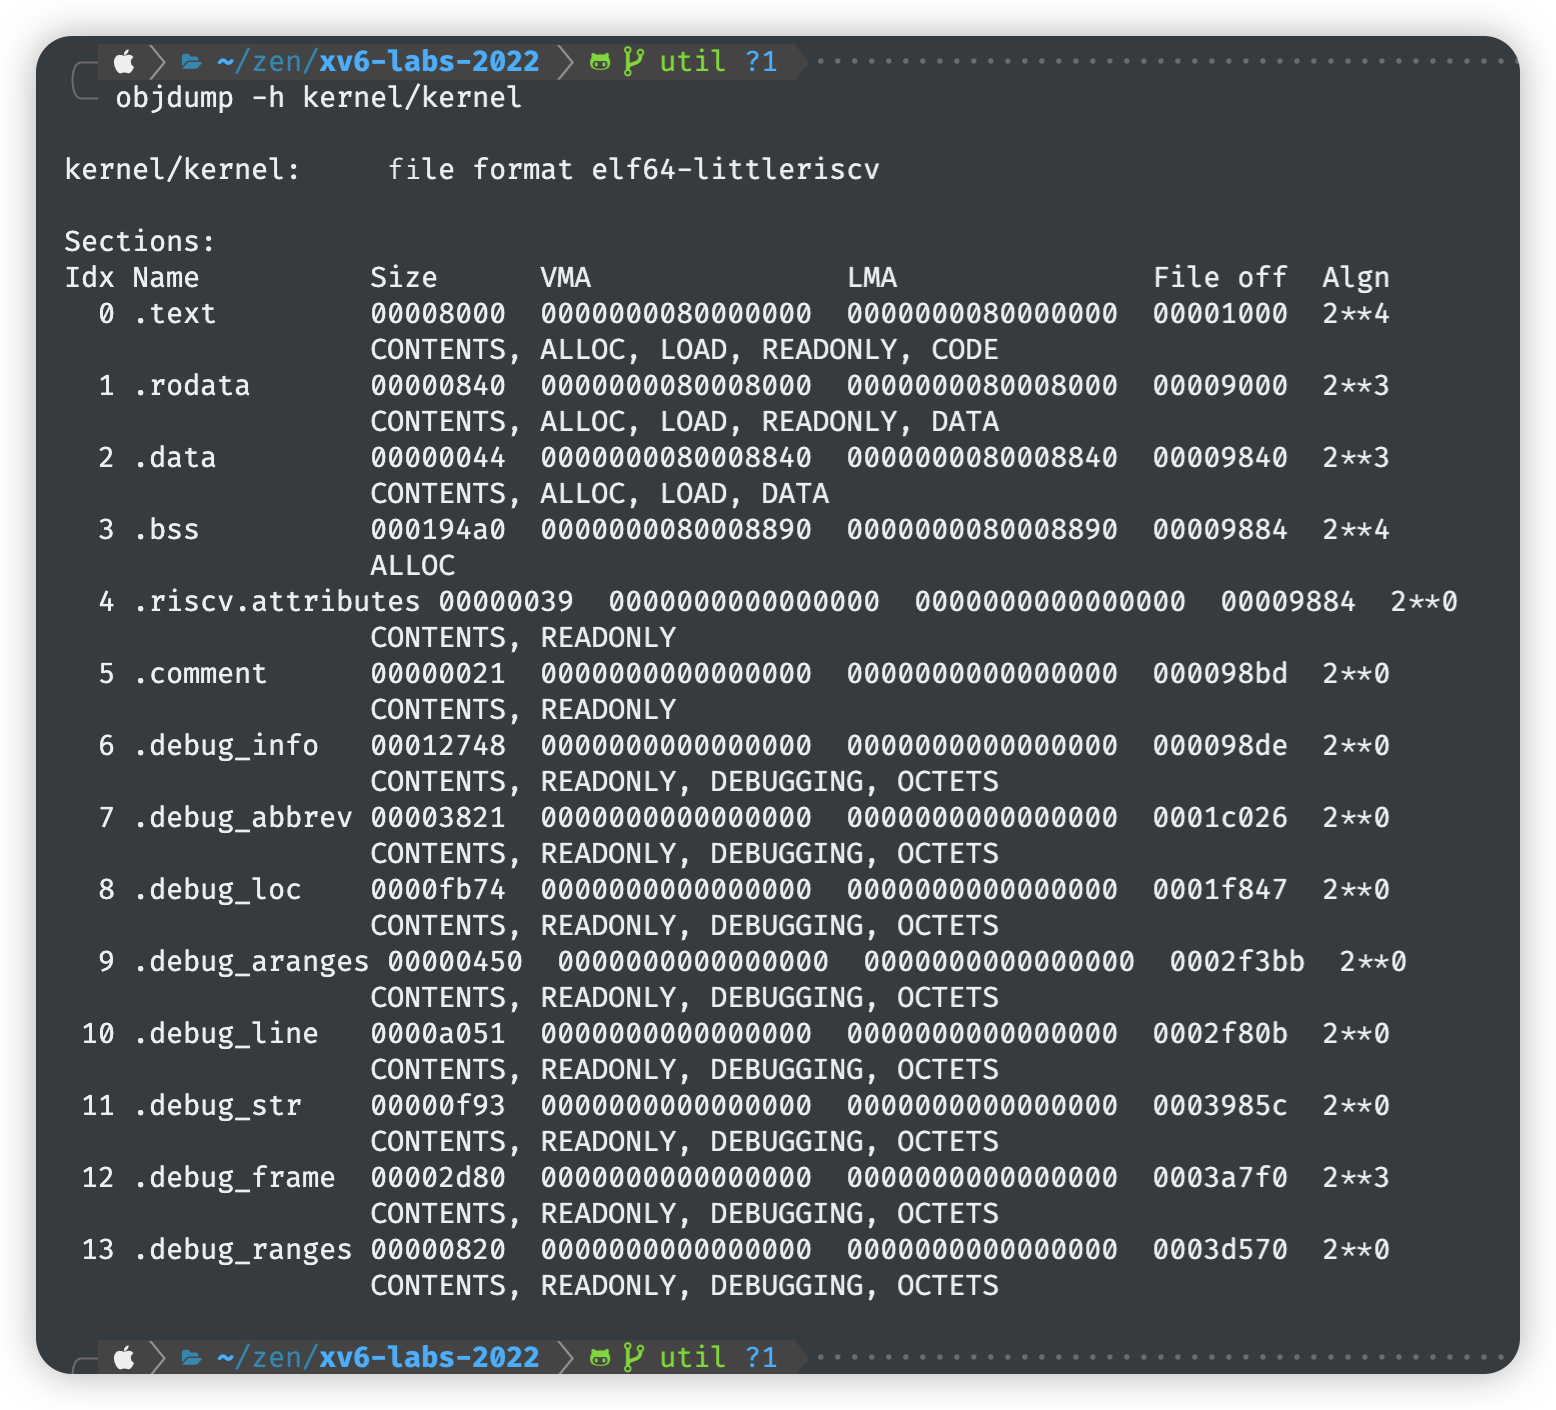 ~/zen/xv6-labs-2022 util ?1
objdump -h kernel/kernel
kernel/kernel:     file format elf64-littleriscv
Sections:
Idx Name          Size      VMA               LMA               File off  Algn
  0 .text         00008000  0000000080000000  0000000080000000  00001000  2**4
                  CONTENTS, ALLOC, LOAD, READONLY, CODE
  1 .rodata       00000840  0000000080008000  0000000080008000  00009000  2**3
                  CONTENTS, ALLOC, LOAD, READONLY, DATA
  2 .data         00000044  0000000080008840  0000000080008840  00009840  2**3
                  CONTENTS, ALLOC, LOAD, DATA
  3 .bss          000194a0  0000000080008890  0000000080008890  00009884  2**4
                  ALLOC
  4 .riscv.attributes 00000039  0000000000000000  0000000000000000  00009884  2**0
                  CONTENTS, READONLY
  5 .comment      00000021  0000000000000000  0000000000000000  000098bd  2**0
                  CONTENTS, READONLY
  6 .debug_info   00012748  0000000000000000  0000000000000000  000098de  2**0
                  CONTENTS, READONLY, DEBUGGING, OCTETS
  7 .debug_abbrev 00003821  0000000000000000  0000000000000000  0001c026  2**0
                  CONTENTS, READONLY, DEBUGGING, OCTETS
  8 .debug_loc    0000fb74  0000000000000000  0000000000000000  0001f847  2**0
                  CONTENTS, READONLY, DEBUGGING, OCTETS
  9 .debug_aranges 00000450  0000000000000000  0000000000000000  0002f3bb  2**0
                  CONTENTS, READONLY, DEBUGGING, OCTETS
 10 .debug_line   0000a051  0000000000000000  0000000000000000  0002f80b  2**0
                  CONTENTS, READONLY, DEBUGGING, OCTETS
 11 .debug_str    00000f93  0000000000000000  0000000000000000  0003985c  2**0
                  CONTENTS, READONLY, DEBUGGING, OCTETS
 12 .debug_frame  00002d80  0000000000000000  0000000000000000  0003a7f0  2**3
                  CONTENTS, READONLY, DEBUGGING, OCTETS
 13 .debug_ranges 00000820  0000000000000000  0000000000000000  0003d570  2**0
                  CONTENTS, READONLY, DEBUGGING, OCTETS
~/zen/xv6-labs-2022 util ?1